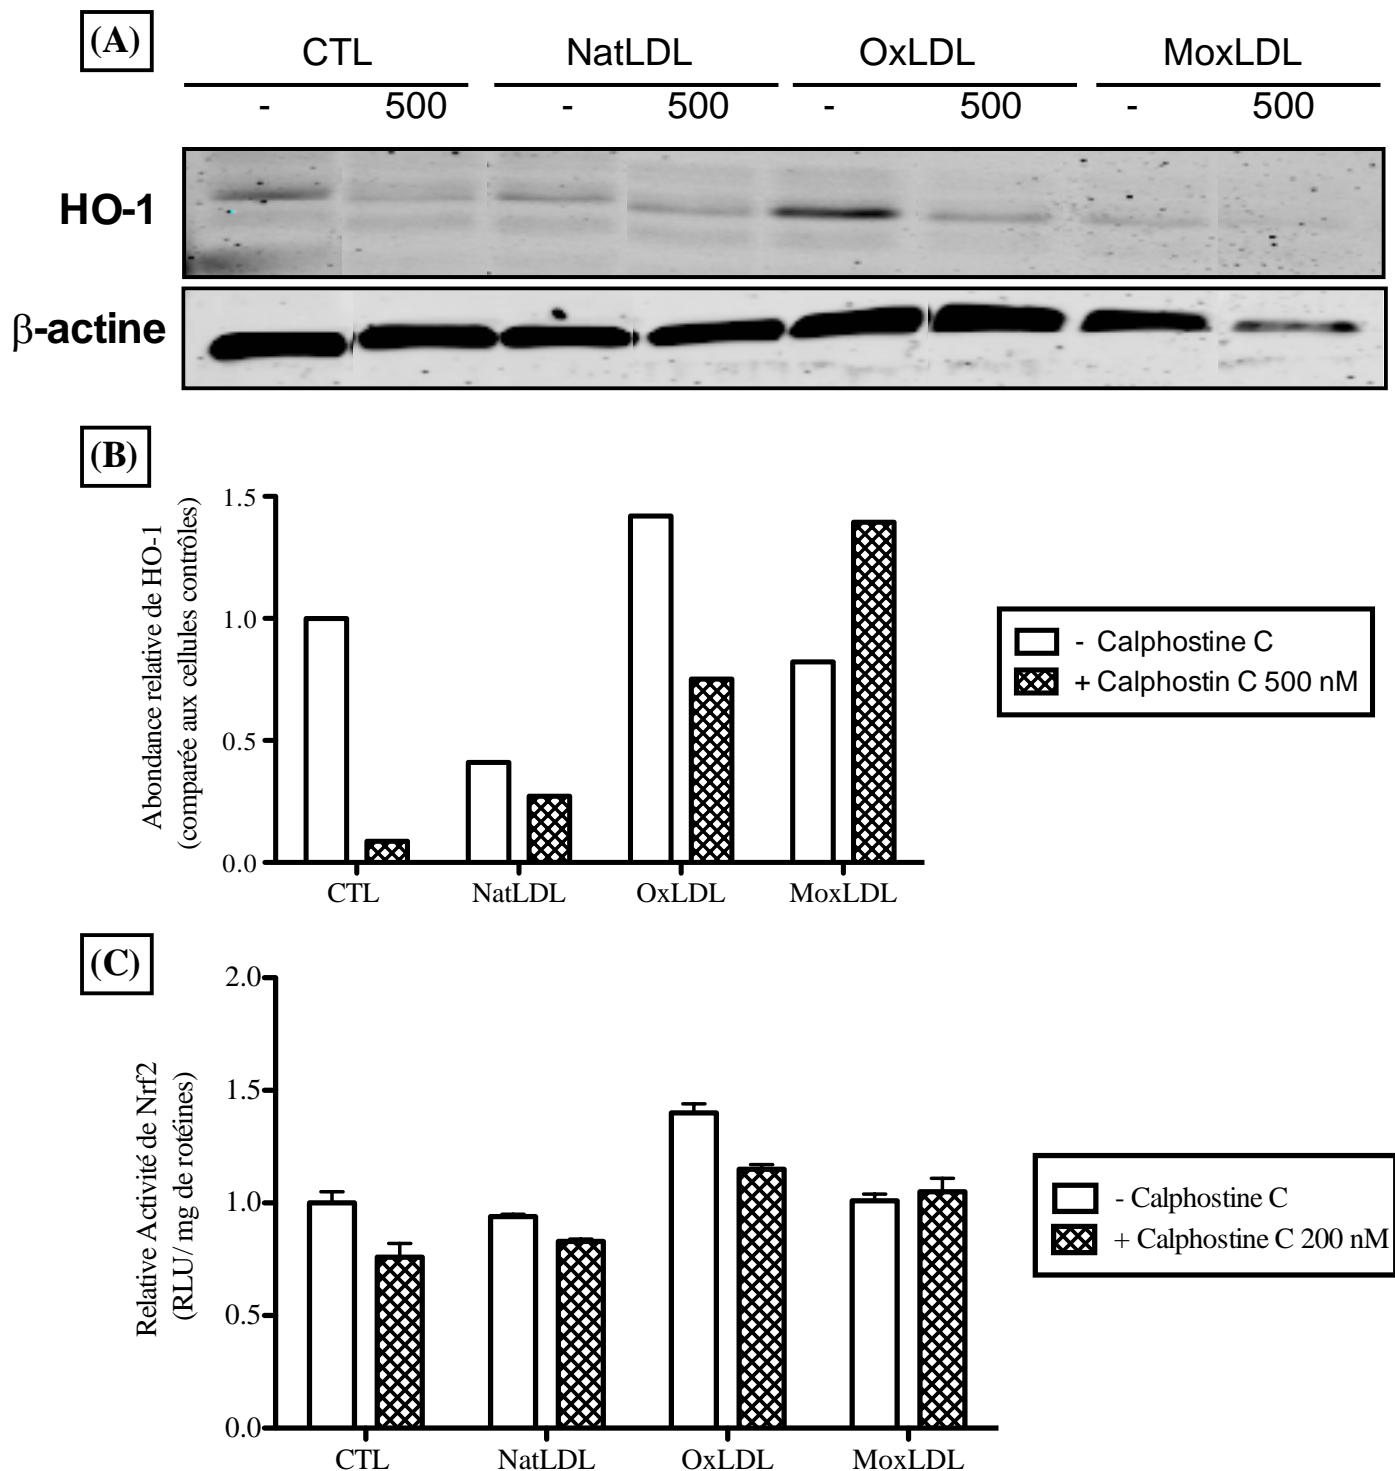 (A)
CTL NatLDL OxLDL MoxLDL
- 500 - 500 - 500 - 500
HO-1
β-actine
(B)
Abondance relative de HO-1
(comparée aux cellules contrôles)
1.5
1.0
0.5
0.0
CTL NatLDL OxLDL MoxLDL
- Calphostine C
+ Calphostin C 500 nM
(C)
Relative Activité de Nrf2
(RLU/ mg de rotéines)
2.0
1.5
1.0
0.5
0.0
CTL NatLDL OxLDL MoxLDL
- Calphostine C
+ Calphostine C 200 nM